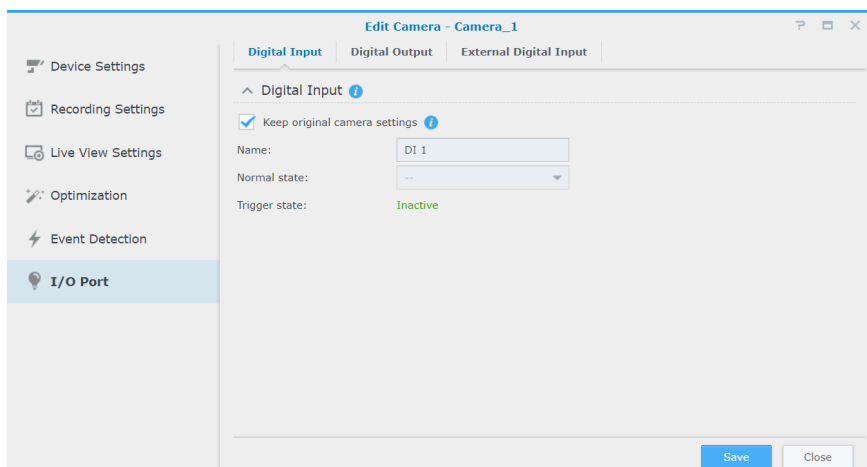 Edit Camera - Camera_1
Device Settings
Recording Settings
Live View Settings
Optimization
Event Detection
I/O Port
Digital Input
Digital Output
External Digital Input
Digital Input
Keep original camera settings
Name:
DI 1
Normal state:
--
Trigger state:
Inactive
Save
Close